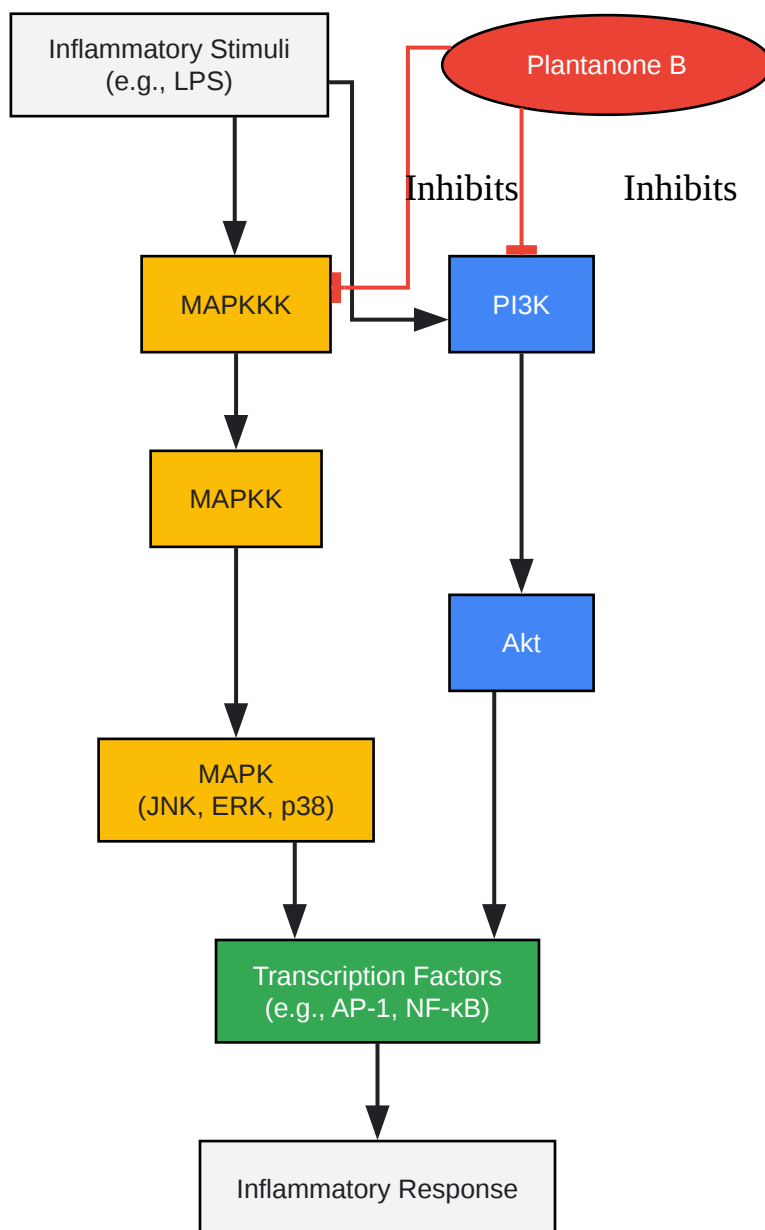 Inflammatory Stimuli
(e.g., LPS)
Plantanone B
Inhibits
Inhibits
MAPKKK
PI3K
MAPKK
Akt
MAPK
(JNK, ERK, p38)
Transcription Factors
(e.g., AP-1, NF-κB)
Inflammatory Response